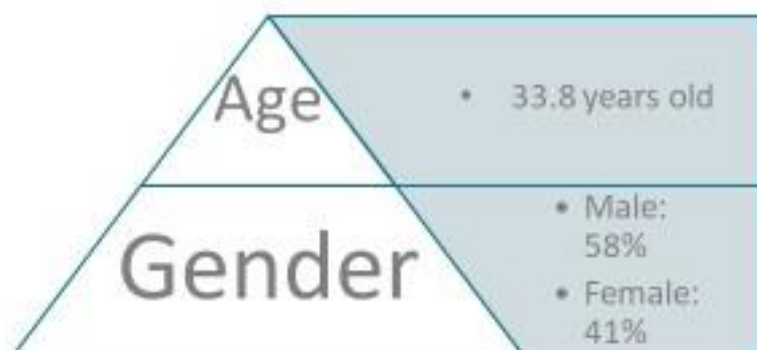 Age
• 33.8 years old
Gender
• Male:
58%
• Female:
41%